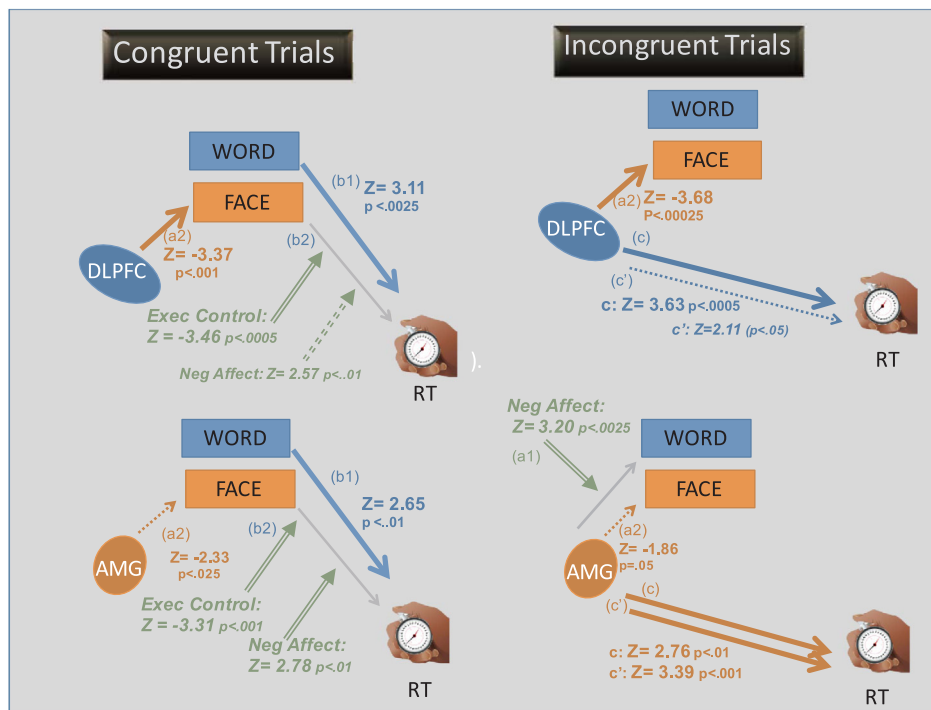 Congruent Trials
Incongruent Trials
WORD
FACE
(b1) Z= 3.11
p <.0025
(a2)
Z= -3.37
p<.001
DLPFC
(b2)
Exec Control:
Z = -3.46 p<.0005
Neg Affect: Z= 2.57 p<..01
RT
WORD
FACE
(a2) Z= -3.68
P<.00025
DLPFC
(c)
(c')
c: Z= 3.63 p<.0005
c': Z=2.11 (p<.05)
RT
).
WORD
FACE
(b1)
Z= 2.65
p <..01
(b2)
(a2)
Z= -2.33
p<.025
AMG
Exec Control:
Z = -3.31 p<.001
Neg Affect:
Z= 2.78 p<.01
RT
Neg Affect:
Z= 3.20 p<.0025
(a1)
WORD
FACE
(a2)
Z= -1.86
p=.05
AMG
(c)
(c')
c: Z= 2.76 p<.01
c': Z= 3.39 p<.001
RT